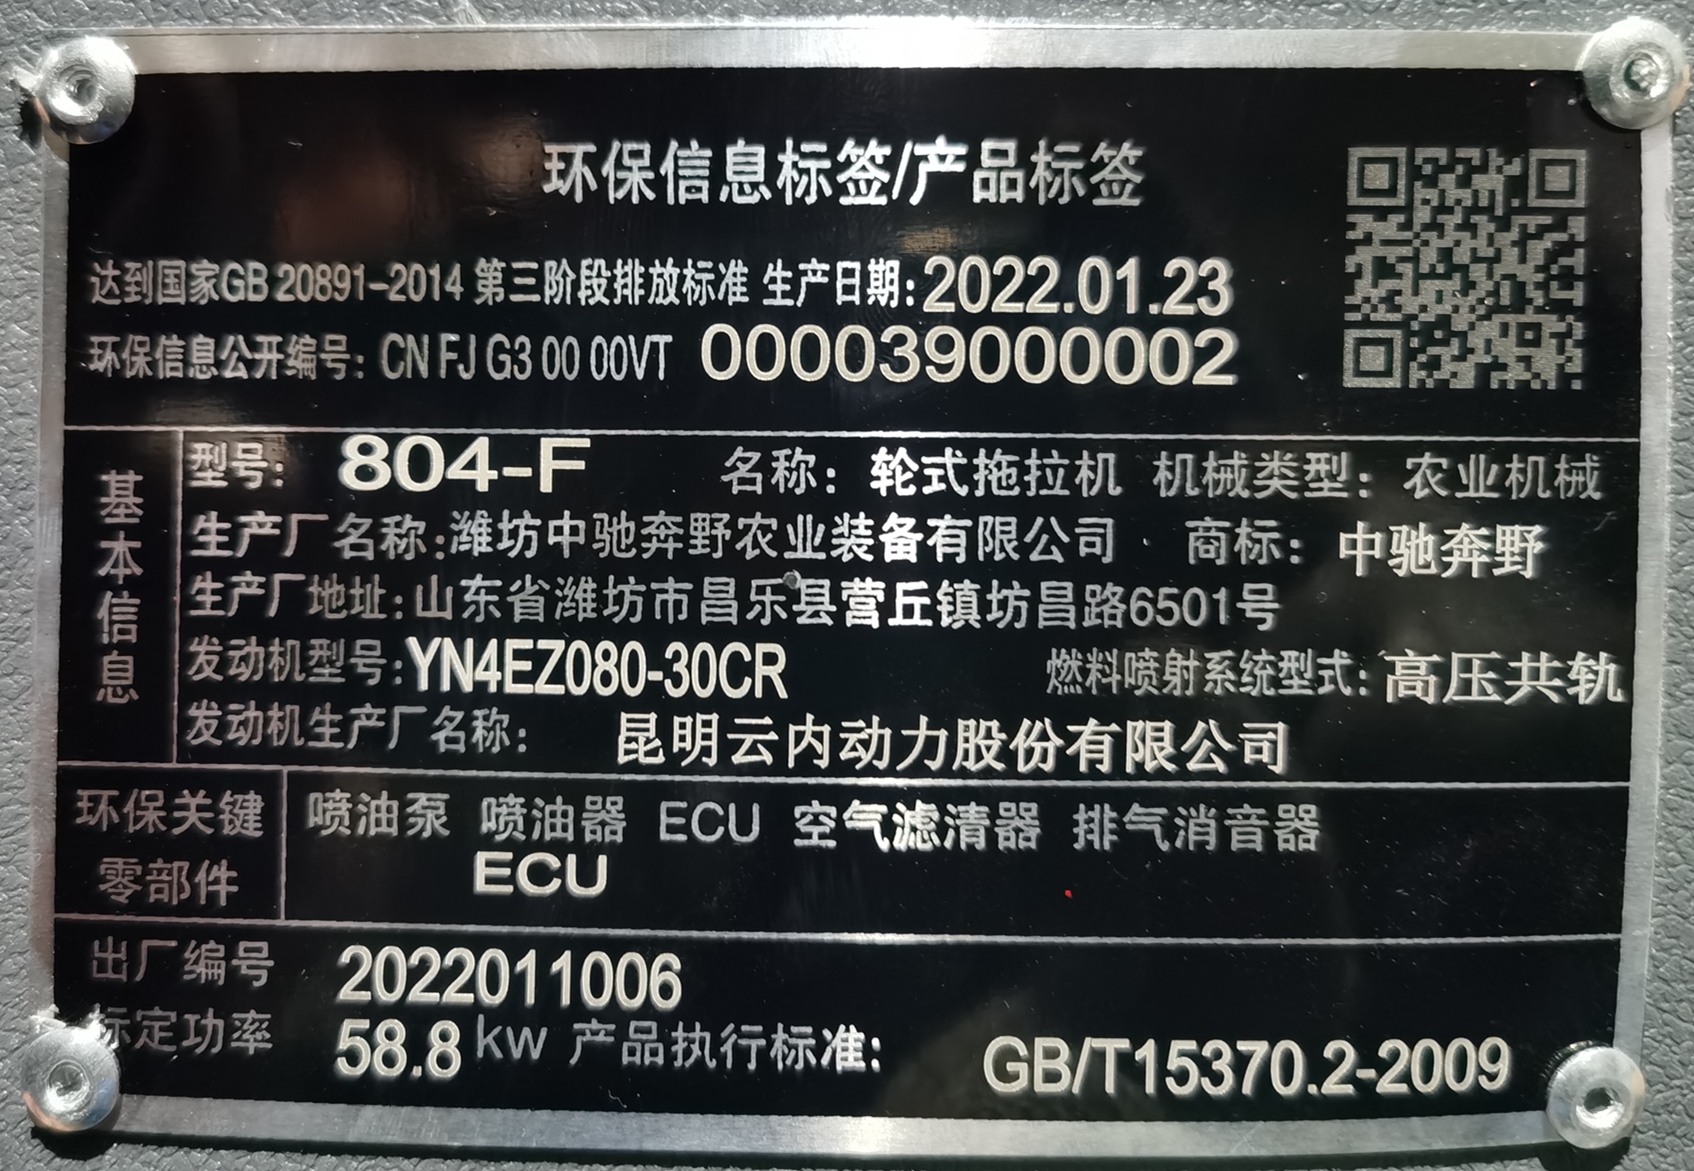 环保信息标签/产品标签
达到国家GB 20891-2014 第三阶段排放标准 生产日期:2022.01.23
环保信息公开编号: CN FJ G3 00 00VT 000039000002
基本信息
型号: 804-F 名称: 轮式拖拉机 机械类型: 农业机械
生产厂名称:潍坊中驰奔野农业装备有限公司 商标: 中驰奔野
生产厂地址:山东省潍坊市昌乐县营丘镇坊昌路6501号
发动机型号:YN4EZ080-30CR 燃料喷射系统型式:高压共轨
发动机生产厂名称: 昆明云内动力股份有限公司
环保关键零部件 喷油泵 喷油器 ECU 空气滤清器 排气消音器
ECU
出厂编号 2022011006
标定功率 58.8 kw 产品执行标准: GB/T15370.2-2009